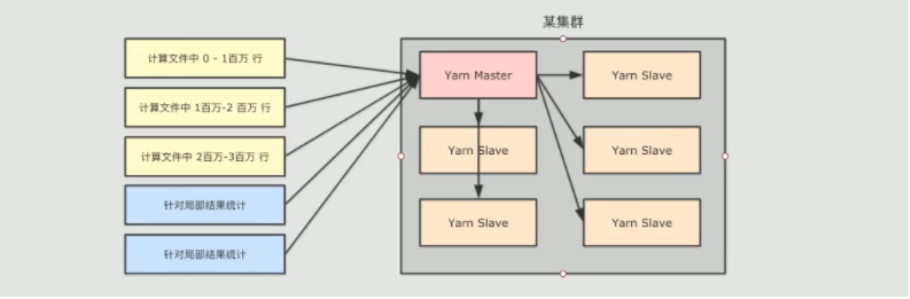 某集群
计算文件中 0 - 1百万 行
计算文件中 1百万-2 百万 行
计算文件中 2百万-3百万 行
针对局部结果统计
针对局部结果统计
Yarn Master
Yarn Slave
Yarn Slave
Yarn Slave
Yarn Slave
Yarn Slave